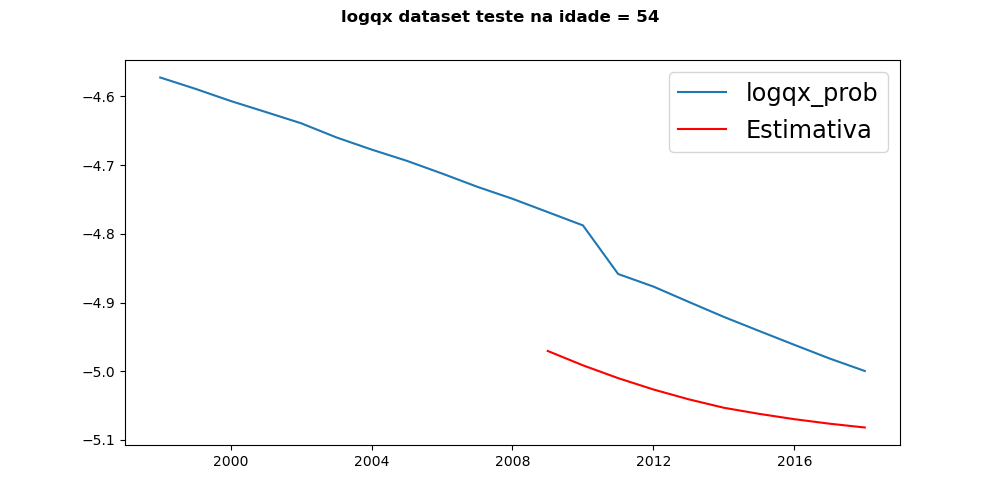 logqx dataset teste na idade = 54
logqx_prob
Estimativa
−4.6
−4.7
−4.8
−4.9
−5.0
−5.1
2000 2004 2008 2012 2016